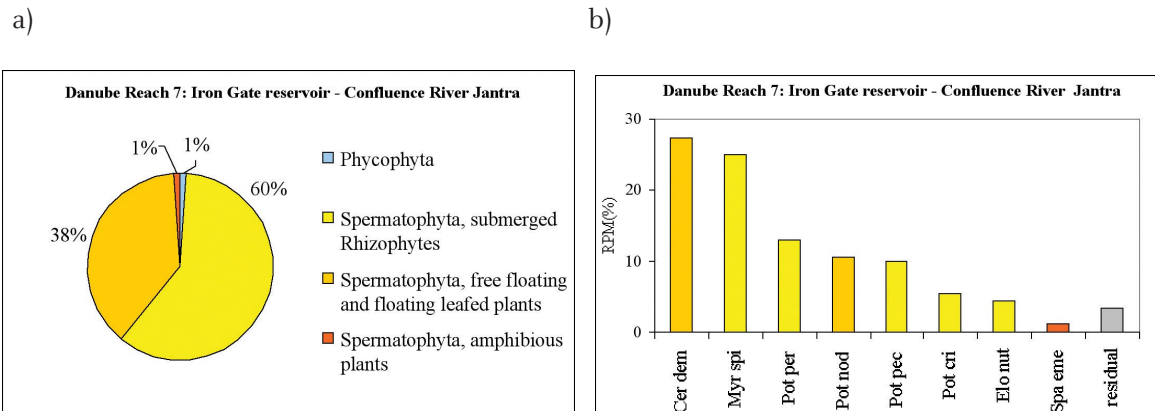 a)
Danube Reach 7: Iron Gate reservoir - Confluence River Jantra
1%
1%
60%
38%
Phycophyta
Spermatophyta, submerged
Rhizophytes
Spermatophyta, free floating
and floating leafed plants
Spermatophyta, amphibious
plants
b)
Danube Reach 7: Iron Gate reservoir - Confluence River Jantra
RPM(%)
30
20
10
0
Cer dem
Myr spi
Pot per
Pot nod
Pot pec
Pot cri
Elo nut
Spa eme
residual